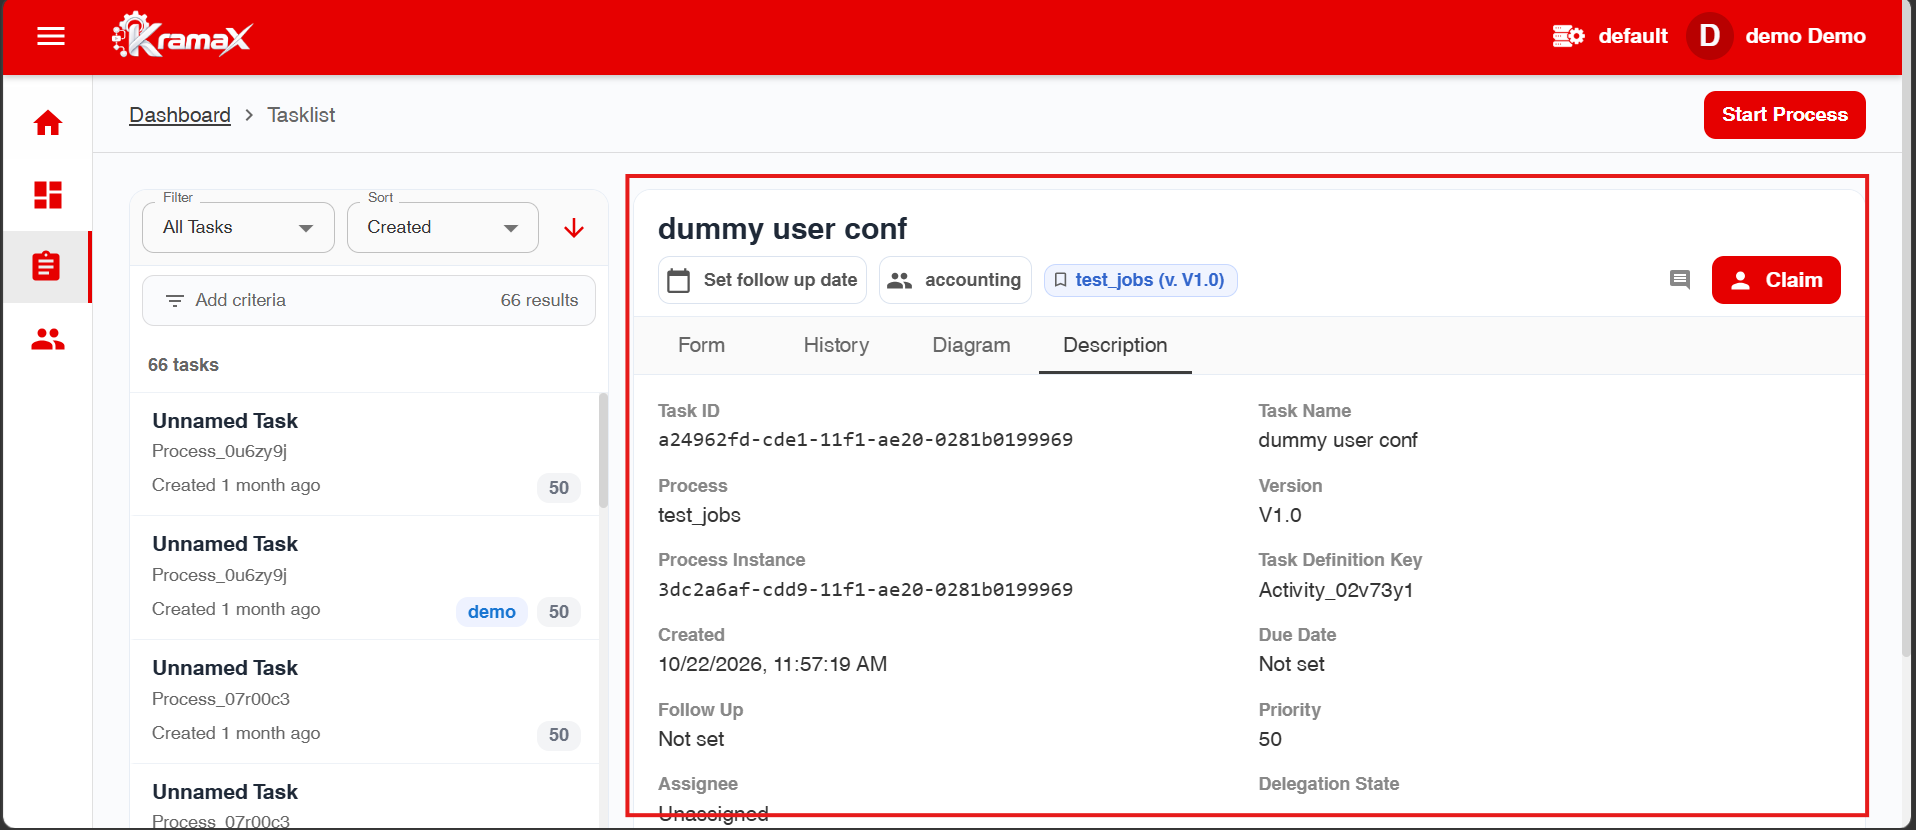 KramaX
default
D
demo Demo
Dashboard > Tasklist
Start Process
Filter
All Tasks
Sort
Created
Add criteria
66 results
66 tasks
Unnamed Task
Process_0u6zy9j
Created 1 month ago
50
Unnamed Task
Process_0u6zy9j
Created 1 month ago
demo
50
Unnamed Task
Process_07r00c3
Created 1 month ago
50
Unnamed Task
Process_07r00c3
dummy user conf
Set follow up date
accounting
test_jobs (v. V1.0)
Claim
Form
History
Diagram
Description
Task ID
a24962fd-cde1-11f1-ae20-0281b0199969
Task Name
dummy user conf
Process
test_jobs
Version
V1.0
Process Instance
3dc2a6af-cdd9-11f1-ae20-0281b0199969
Task Definition Key
Activity_02v73y1
Created
10/22/2026, 11:57:19 AM
Due Date
Not set
Follow Up
Not set
Priority
50
Assignee
Unassigned
Delegation State